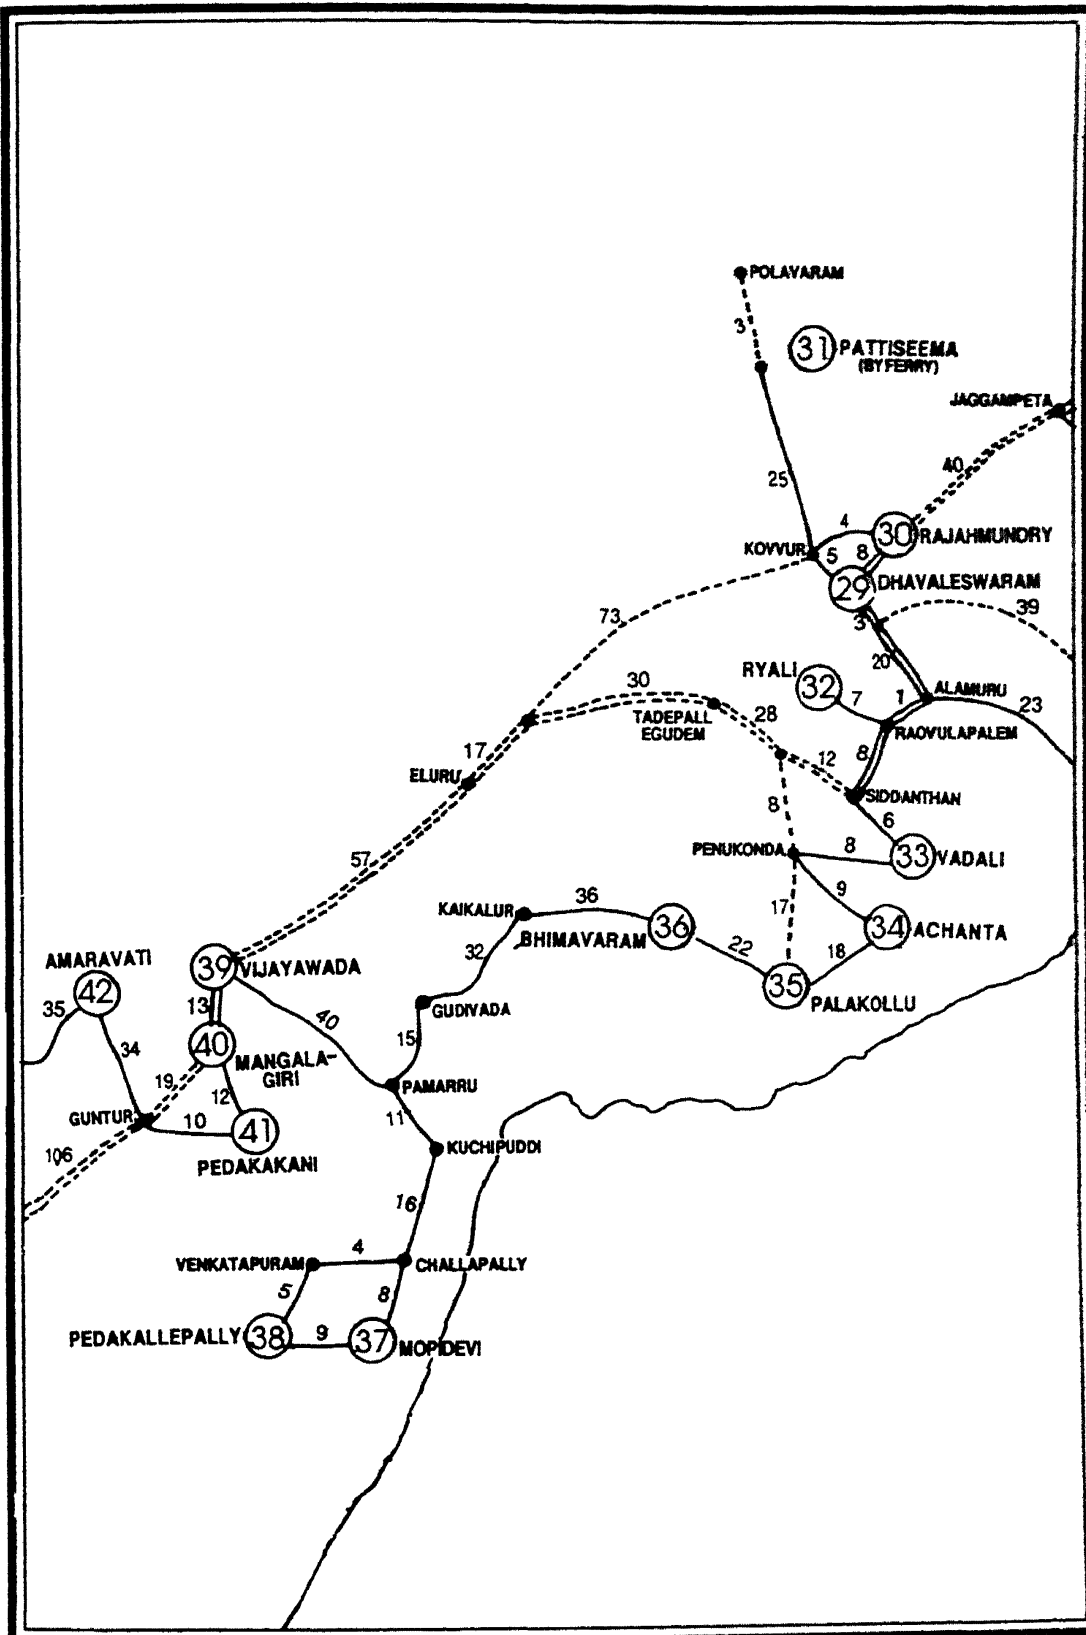 POLAVARAM
3
31 PATTISEEMA
(BY FERRY)
JAGGAMPETA
40
25
4
30 RAJAHMUNDRY
KOVVUR
5
8
29 DHAVALESWARAM
3
39
73
20
RYALI
32
7
1
ALAMURU
23
30
TADEPALL
EGUDEM
28
RAOVULAPALEM
17
ELURU
12
8
SIDDANTHAN
8
6
57
PENUKONDA
8
33 VADALI
9
17
KAIKALUR
36
BHIMAVARAM 36
34 ACHANTA
32
22
18
AMARAVATI
42
39 VIJAYAWADA
35 PALAKOLLU
35
13
40
GUDIVADA
34
40 MANGALA-
GIRI
15
19
12
PAMARRU
GUNTUR
10
41
11
106
PEDAKAKANI
KUCHIPUDDI
16
VENKATAPURAM
4
CHALLAPALLY
5
8
PEDAKALLEPALLY 38
9
37 MOPIDEVI